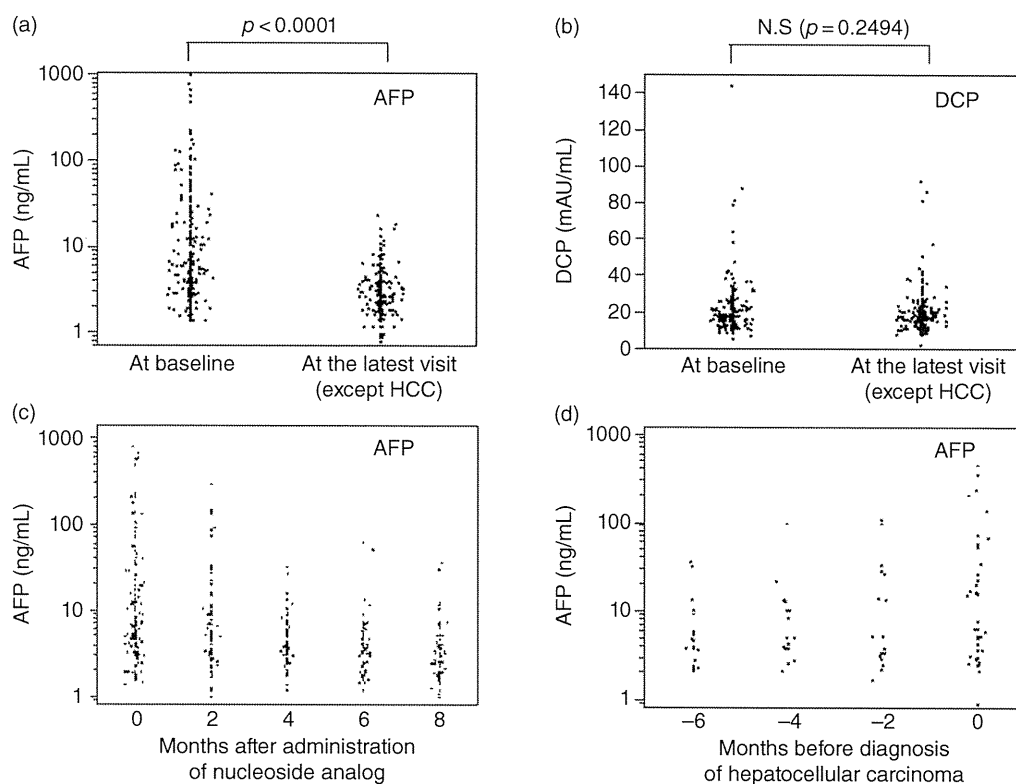 (a)
p < 0.0001
AFP
AFP (ng/mL)
1000
100
10
1
At baseline
At the latest visit
(except HCC)
(b)
N.S (p = 0.2494)
DCP
DCP (mAU/mL)
140
120
100
80
60
40
20
0
At baseline
At the latest visit
(except HCC)
(c)
AFP
AFP (ng/mL)
1000
100
10
1
0 2 4 6 8
Months after administration
of nucleoside analog
(d)
AFP
AFP (ng/mL)
1000
100
10
1
−6 −4 −2 0
Months before diagnosis
of hepatocellular carcinoma